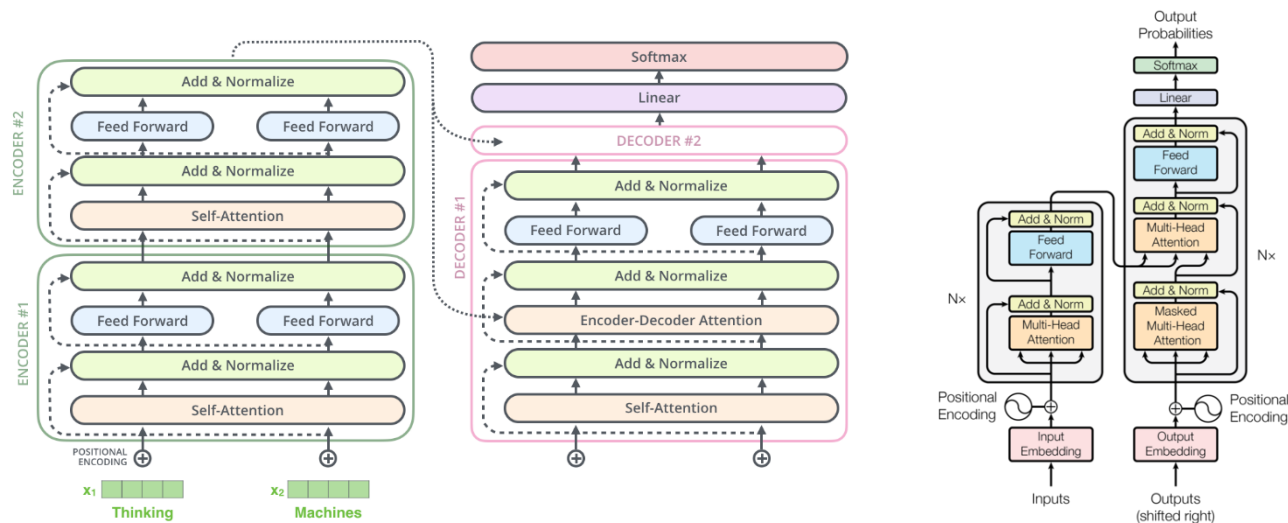 ENCODER #2
Add & Normalize
Feed Forward
Feed Forward
Add & Normalize
Self-Attention
ENCODER #1
Add & Normalize
Feed Forward
Feed Forward
Add & Normalize
Self-Attention
POSITIONAL
ENCODING
x₁
x₂
Thinking
Machines
Softmax
Linear
DECODER #2
DECODER #1
Add & Normalize
Feed Forward
Feed Forward
Add & Normalize
Encoder-Decoder Attention
Add & Normalize
Self-Attention
Output
Probabilities
Softmax
Linear
Add & Norm
Feed
Forward
Add & Norm
Multi-Head
Attention
Add & Norm
Masked
Multi-Head
Attention
Nx
Add & Norm
Feed
Forward
Add & Norm
Multi-Head
Attention
Nx
Positional
Encoding
Positional
Encoding
Input
Embedding
Output
Embedding
Inputs
Outputs
(shifted right)